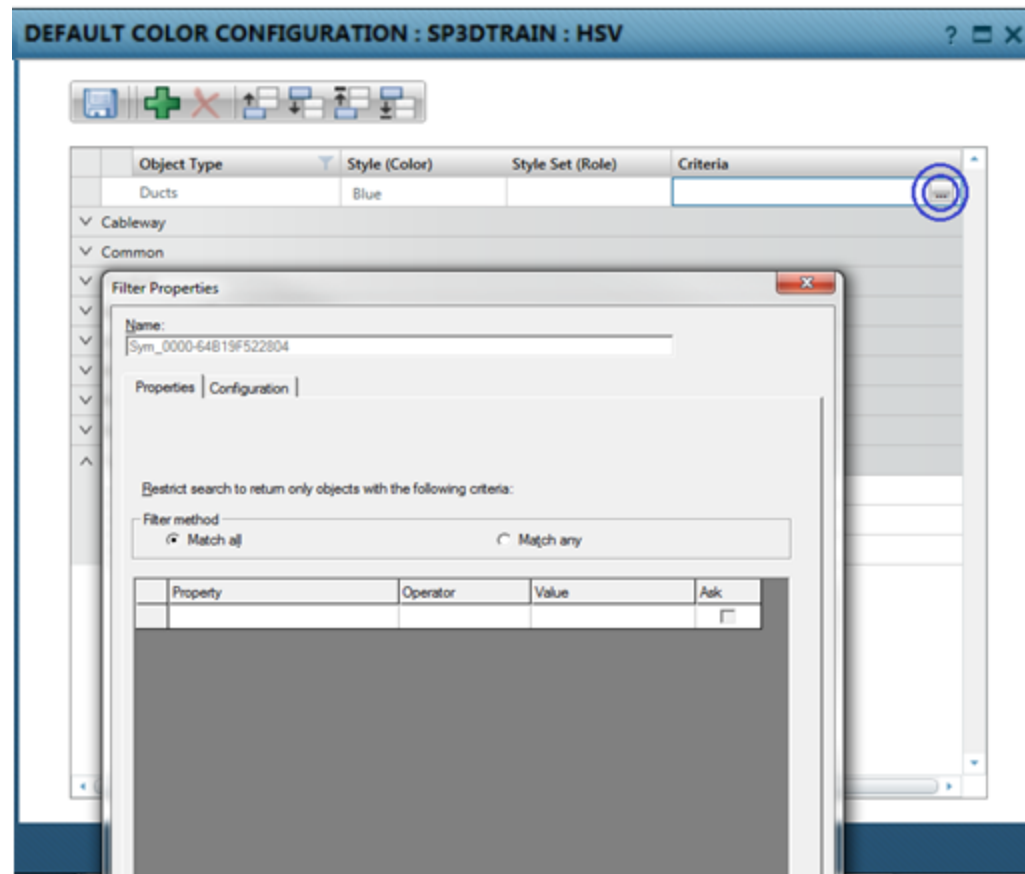 DEFAULT COLOR CONFIGURATION : SP3DTRAIN : HSV ?
Object Type Style (Color) Style Set (Role) Criteria
Ducts Blue ...
Cableway
Common
Filter Properties
Name:
Sym_0000-64B19F522804
Properties Configuration
Restrict search to return only objects with the following criteria:
Filter method
Match all Match any
Property Operator Value Ask